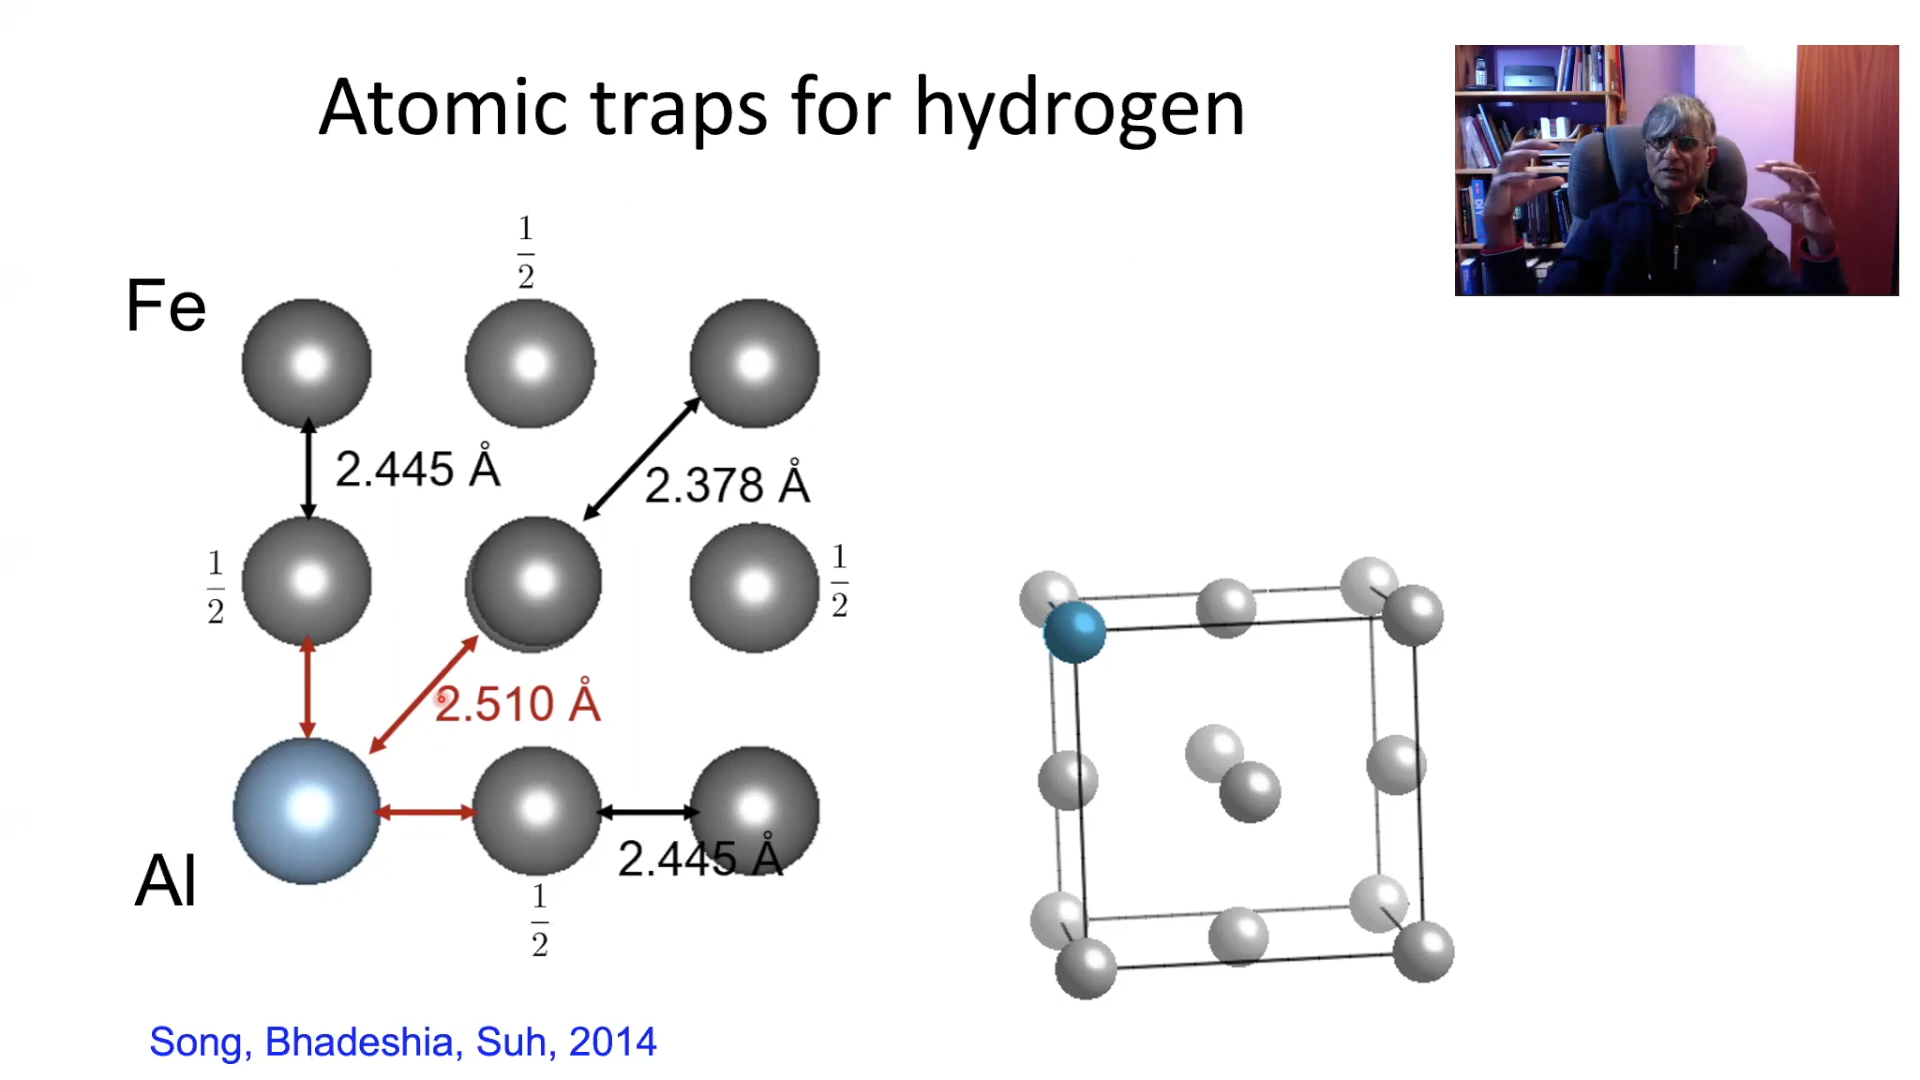 Atomic traps for hydrogen
1/2
Fe
2.445 Å
2.378 Å
1/2
1/2
2.510 Å
2.445 Å
Al
1/2
Song, Bhadeshia, Suh, 2014
DIY